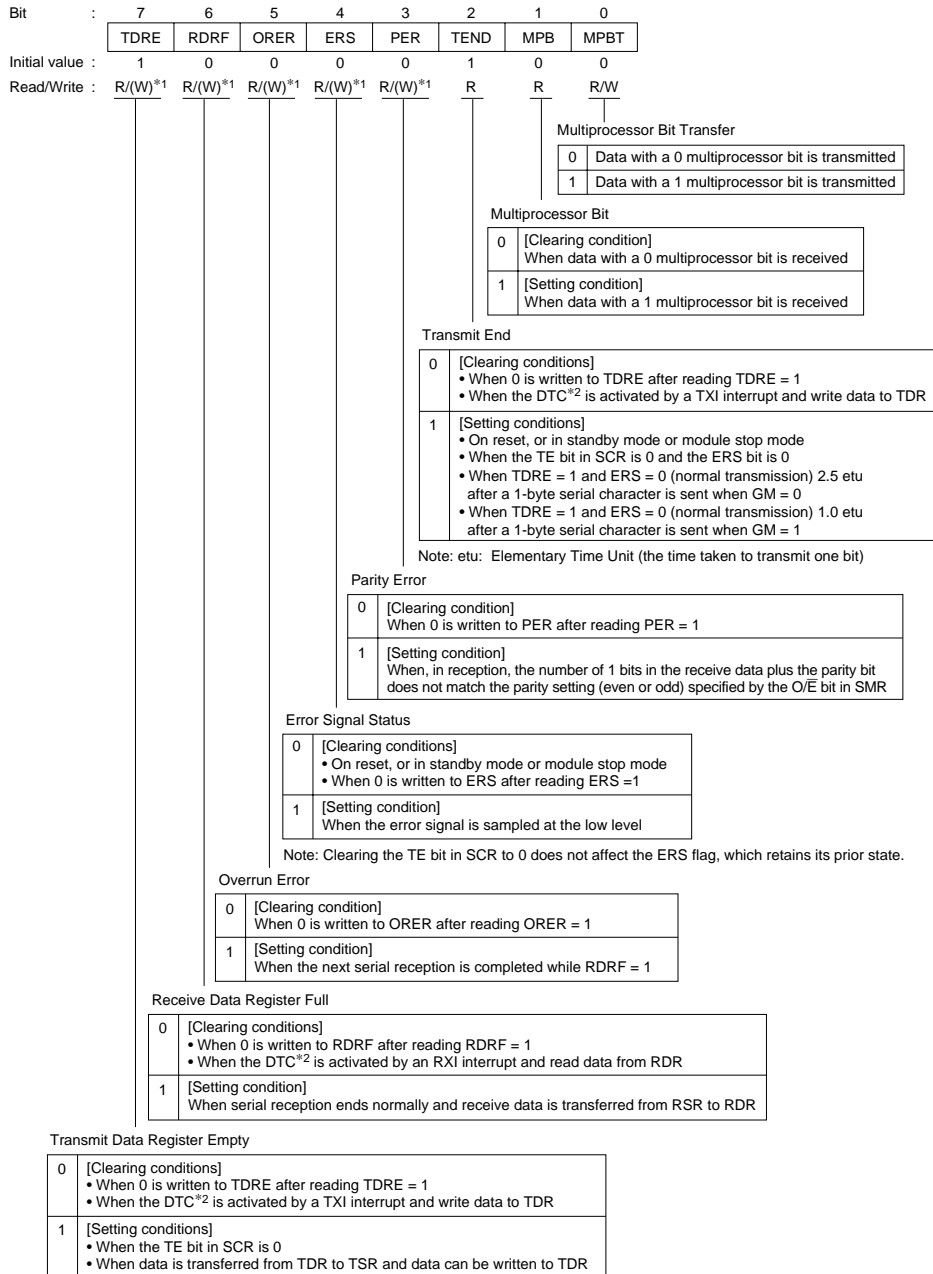 Bit : 7 6 5 4 3 2 1 0
TDRE RDRF ORER ERS PER TEND MPB MPBT
Initial value : 1 0 0 0 0 1 0 0
Read/Write : R/(W)*1 R/(W)*1 R/(W)*1 R/(W)*1 R/(W)*1 R R R/W
Multiprocessor Bit Transfer
0 Data with a 0 multiprocessor bit is transmitted
1 Data with a 1 multiprocessor bit is transmitted
Multiprocessor Bit
0 [Clearing condition]
When data with a 0 multiprocessor bit is received
1 [Setting condition]
When data with a 1 multiprocessor bit is received
Transmit End
0 [Clearing conditions]
• When 0 is written to TDRE after reading TDRE = 1
• When the DTC*2 is activated by a TXI interrupt and write data to TDR
1 [Setting conditions]
• On reset, or in standby mode or module stop mode
• When the TE bit in SCR is 0 and the ERS bit is 0
• When TDRE = 1 and ERS = 0 (normal transmission) 2.5 etu
after a 1-byte serial character is sent when GM = 0
• When TDRE = 1 and ERS = 0 (normal transmission) 1.0 etu
after a 1-byte serial character is sent when GM = 1
Note: etu: Elementary Time Unit (the time taken to transmit one bit)
Parity Error
0 [Clearing condition]
When 0 is written to PER after reading PER = 1
1 [Setting condition]
When, in reception, the number of 1 bits in the receive data plus the parity bit
does not match the parity setting (even or odd) specified by the O/E̅ bit in SMR
Error Signal Status
0 [Clearing conditions]
• On reset, or in standby mode or module stop mode
• When 0 is written to ERS after reading ERS =1
1 [Setting condition]
When the error signal is sampled at the low level
Note: Clearing the TE bit in SCR to 0 does not affect the ERS flag, which retains its prior state.
Overrun Error
0 [Clearing condition]
When 0 is written to ORER after reading ORER = 1
1 [Setting condition]
When the next serial reception is completed while RDRF = 1
Receive Data Register Full
0 [Clearing conditions]
• When 0 is written to RDRF after reading RDRF = 1
• When the DTC*2 is activated by an RXI interrupt and read data from RDR
1 [Setting condition]
When serial reception ends normally and receive data is transferred from RSR to RDR
Transmit Data Register Empty
0 [Clearing conditions]
• When 0 is written to TDRE after reading TDRE = 1
• When the DTC*2 is activated by a TXI interrupt and write data to TDR
1 [Setting conditions]
• When the TE bit in SCR is 0
• When data is transferred from TDR to TSR and data can be written to TDR